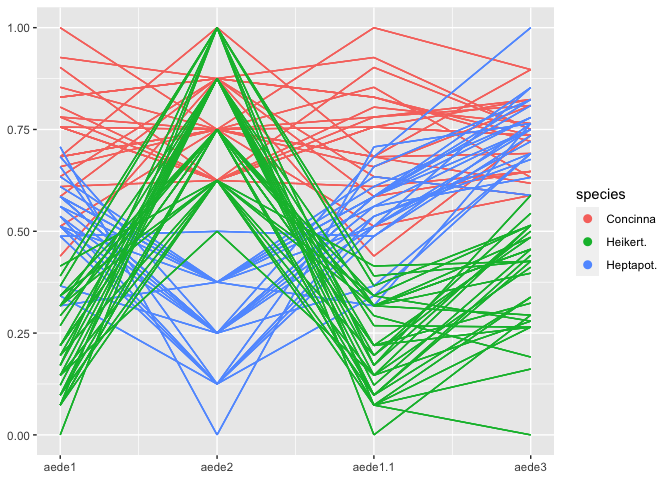 1.00
0.75
0.50
0.25
0.00
aede1 aede2 aede1.1 aede3
species
Concinna
Heikert.
Heptapot.